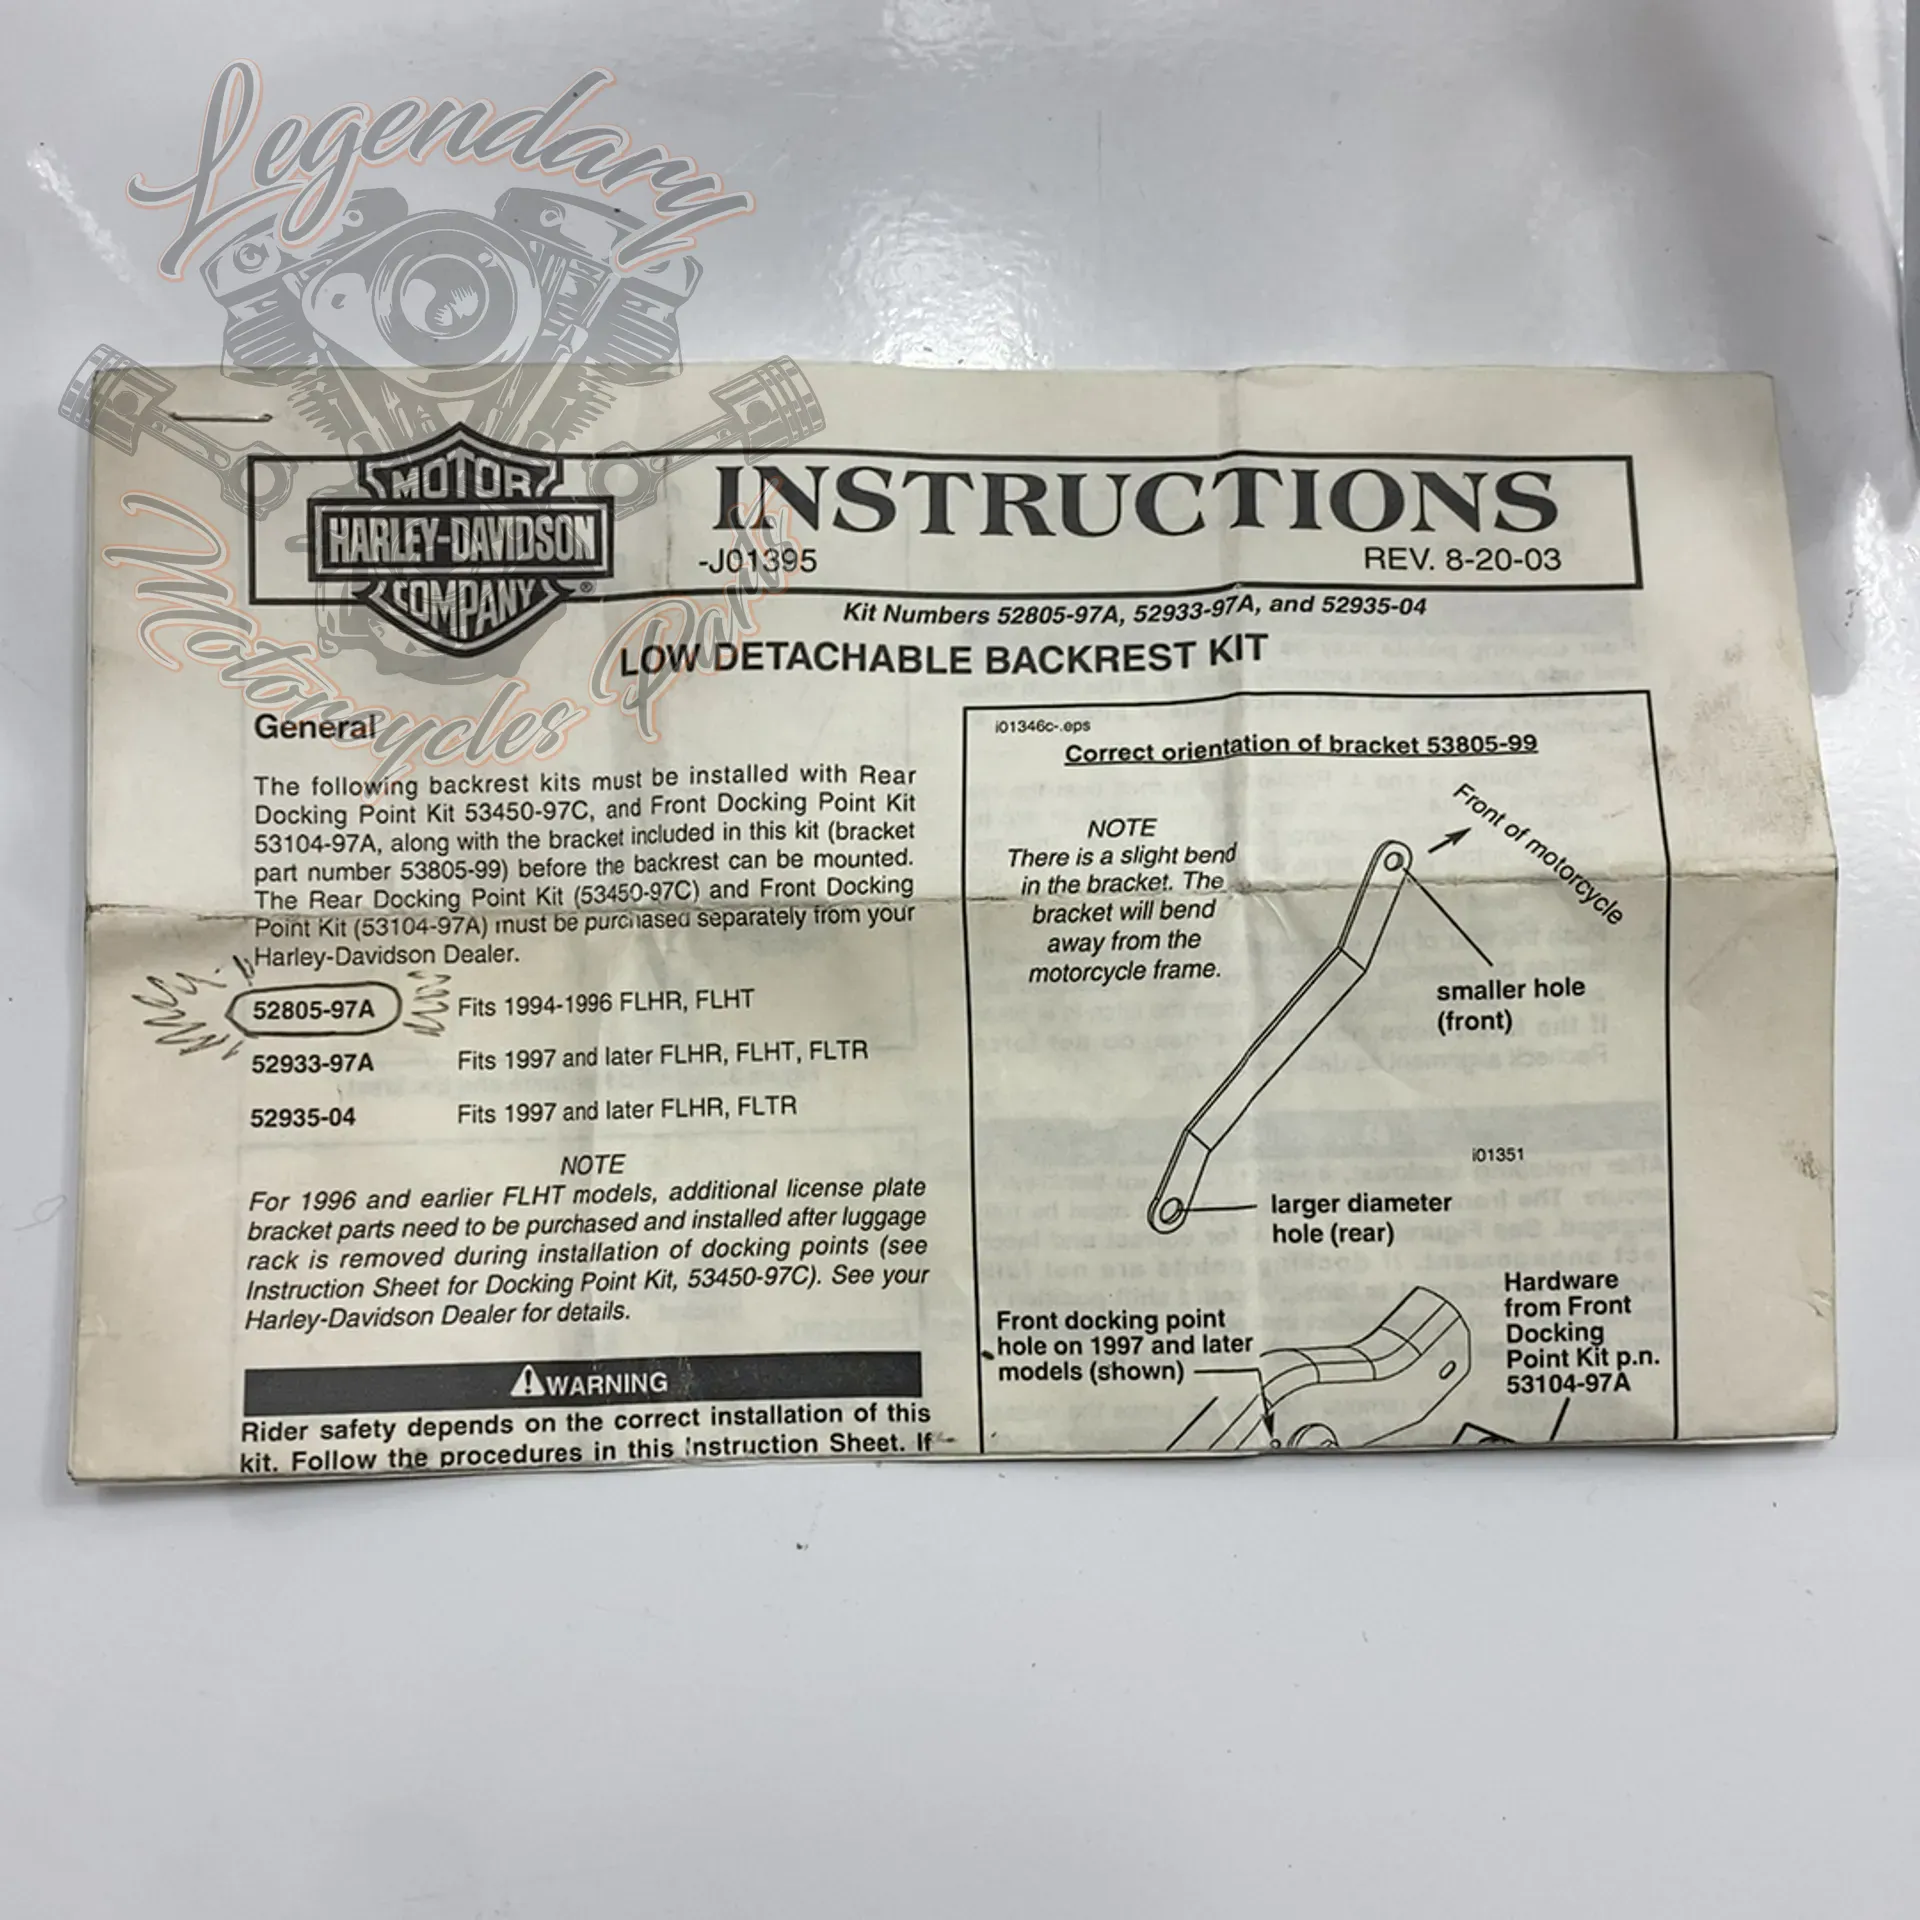 Legendary
Motorcycles Parts
MOTOR
HARLEY-DAVIDSON
COMPANY
®
INSTRUCTIONS
-J01395
REV. 8-20-03
Kit Numbers 52805-97A, 52933-97A, and 52935-04
LOW DETACHABLE BACKREST KIT
General
The following backrest kits must be installed with Rear
Docking Point Kit 53450-97C, and Front Docking Point Kit
53104-97A, along with the bracket included in this kit (bracket
part number 53805-99) before the backrest can be mounted.
The Rear Docking Point Kit (53450-97C) and Front Docking
Point Kit (53104-97A) must be purchased separately from your
Harley-Davidson Dealer.
52805-97A Fits 1994-1996 FLHR, FLHT
52933-97A Fits 1997 and later FLHR, FLHT, FLTR
52935-04 Fits 1997 and later FLHR, FLTR
NOTE
For 1996 and earlier FLHT models, additional license plate
bracket parts need to be purchased and installed after luggage
rack is removed during installation of docking points (see
Instruction Sheet for Docking Point Kit, 53450-97C). See your
Harley-Davidson Dealer for details.
WARNING
Rider safety depends on the correct installation of this
kit. Follow the procedures in this Instruction Sheet. If
i01346c-.eps
Correct orientation of bracket 53805-99
NOTE
There is a slight bend
in the bracket. The
bracket will bend
away from the
motorcycle frame.
Front of motorcycle
smaller hole
(front)
i01351
larger diameter
hole (rear)
Front docking point
hole on 1997 and later
models (shown)
Hardware
from Front
Docking
Point Kit p.n.
53104-97A